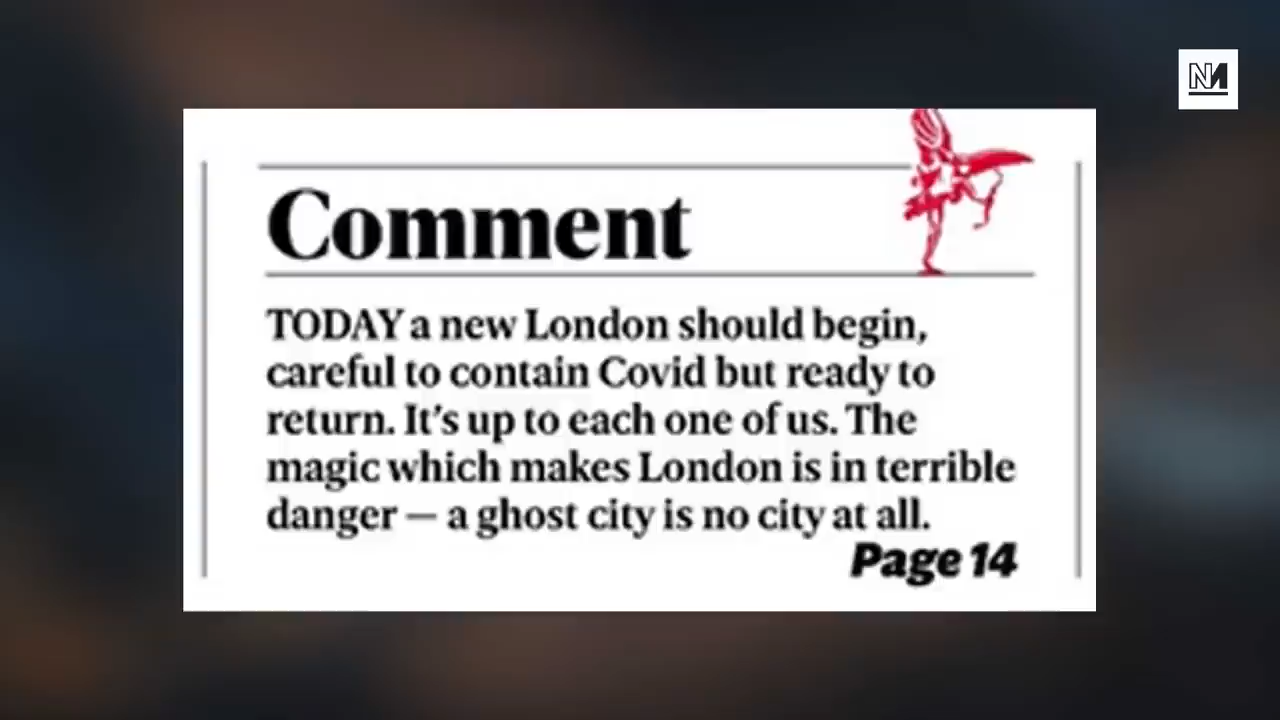 NM
Comment
TODAY a new London should begin,
careful to contain Covid but ready to
return. It's up to each one of us. The
magic which makes London is in terrible
danger — a ghost city is no city at all.
Page 14